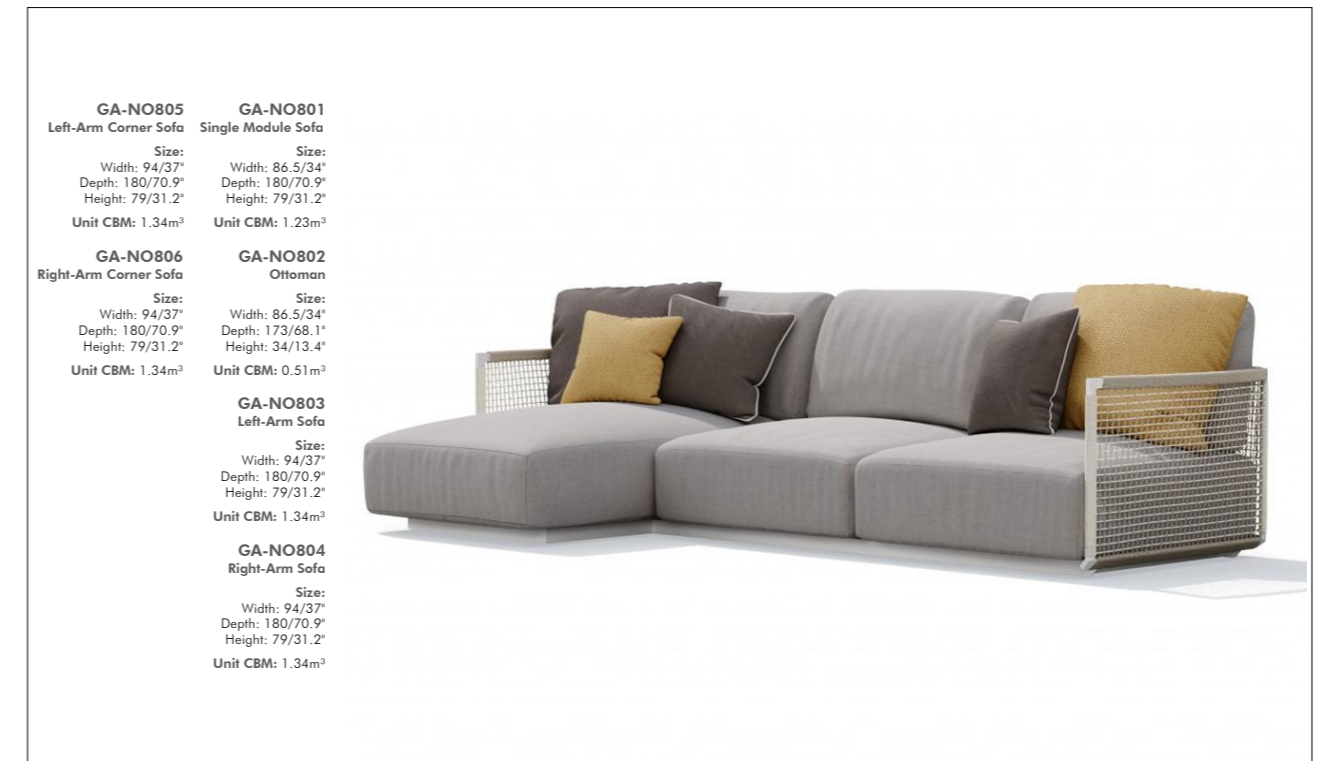 GA-NO805
Left-Arm Corner Sofa
Size:
Width: 94/37"
Depth: 180/70.9"
Height: 79/31.2"
Unit CBM: 1.34m³
GA-NO806
Right-Arm Corner Sofa
Size:
Width: 94/37"
Depth: 180/70.9"
Height: 79/31.2"
Unit CBM: 1.34m³
GA-NO801
Single Module Sofa
Size:
Width: 86.5/34"
Depth: 180/70.9"
Height: 79/31.2"
Unit CBM: 1.23m³
GA-NO802
Ottoman
Size:
Width: 86.5/34"
Depth: 173/68.1"
Height: 34/13.4"
Unit CBM: 0.51m³
GA-NO803
Left-Arm Sofa
Size:
Width: 94/37"
Depth: 180/70.9"
Height: 79/31.2"
Unit CBM: 1.34m³
GA-NO804
Right-Arm Sofa
Size:
Width: 94/37"
Depth: 180/70.9"
Height: 79/31.2"
Unit CBM: 1.34m³